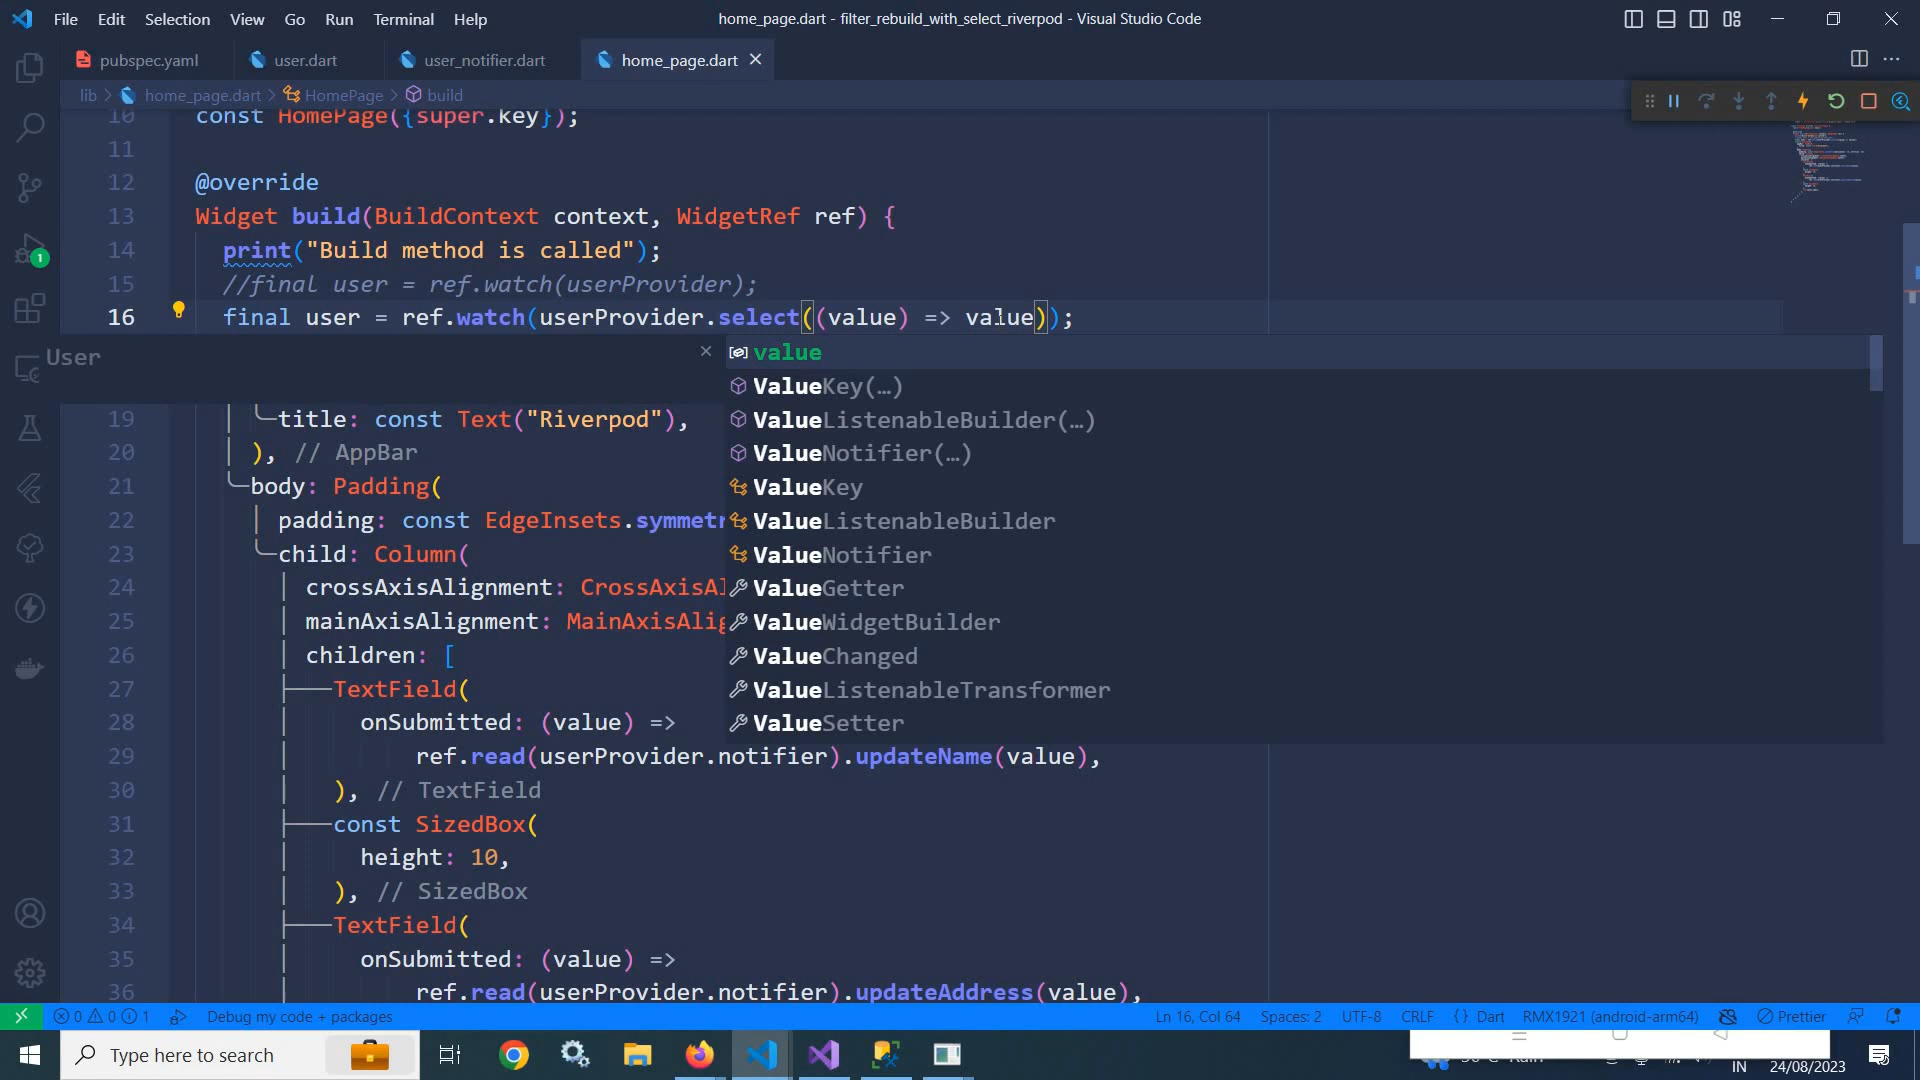 File Edit Selection View Go Run Terminal Help
home_page.dart - filter_rebuild_with_select_riverpod - Visual Studio Code
pubspec.yaml
user.dart
user_notifier.dart
home_page.dart
lib > home_page.dart > HomePage > build
10 const HomePage({super.key});
11
12 @override
13 Widget build(BuildContext context, WidgetRef ref) {
14 print("Build method is called");
15 //final user = ref.watch(userProvider);
16 final user = ref.watch(userProvider.select((value) => value));
User
value
ValueKey(…)
ValueListenableBuilder(…)
ValueNotifier(…)
ValueKey
ValueListenableBuilder
ValueNotifier
ValueGetter
ValueWidgetBuilder
ValueChanged
ValueListenableTransformer
ValueSetter
19 title: const Text("Riverpod"),
20 ), // AppBar
21 body: Padding(
22 padding: const EdgeInsets.symmetr
23 child: Column(
24 crossAxisAlignment: CrossAxisAl
25 mainAxisAlignment: MainAxisAlig
26 children: [
27 TextField(
28 onSubmitted: (value) =>
29 ref.read(userProvider.notifier).updateName(value),
30 ), // TextField
31 const SizedBox(
32 height: 10,
33 ), // SizedBox
34 TextField(
35 onSubmitted: (value) =>
36 ref.read(userProvider.notifier).updateAddress(value),
1
0 0 1 Debug my code + packages
Ln 16, Col 64 Spaces: 2 UTF-8 CRLF {} Dart RMX1921 (android-arm64) Prettier
Type here to search
IN
24/08/2023